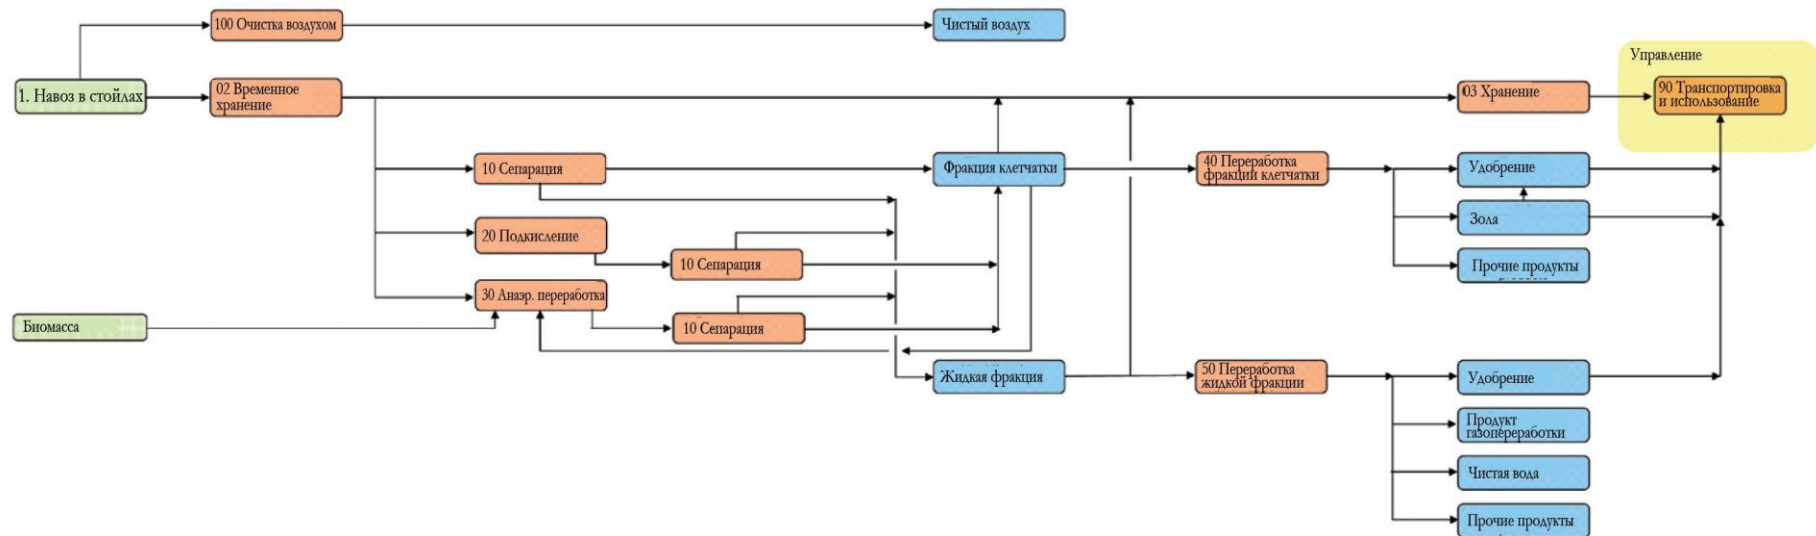 100 Очистка воздухом
Чистый воздух
Управление
1. Навоз в стойлах
02 Временное
хранение
03 Хранение
90 Транспортировка
и использование
10 Сепарация
Фракция клетчатки
40 Переработка
фракции клетчатки
Удобрение
Зола
20 Подкисление
10 Сепарация
Прочие продукты
30 Анаэр. переработка
Биомасса
10 Сепарация
Жидкая фракция
50 Переработка
жидкой фракции
Удобрение
Продукт
газопереработки
Чистая вода
Прочие продукты